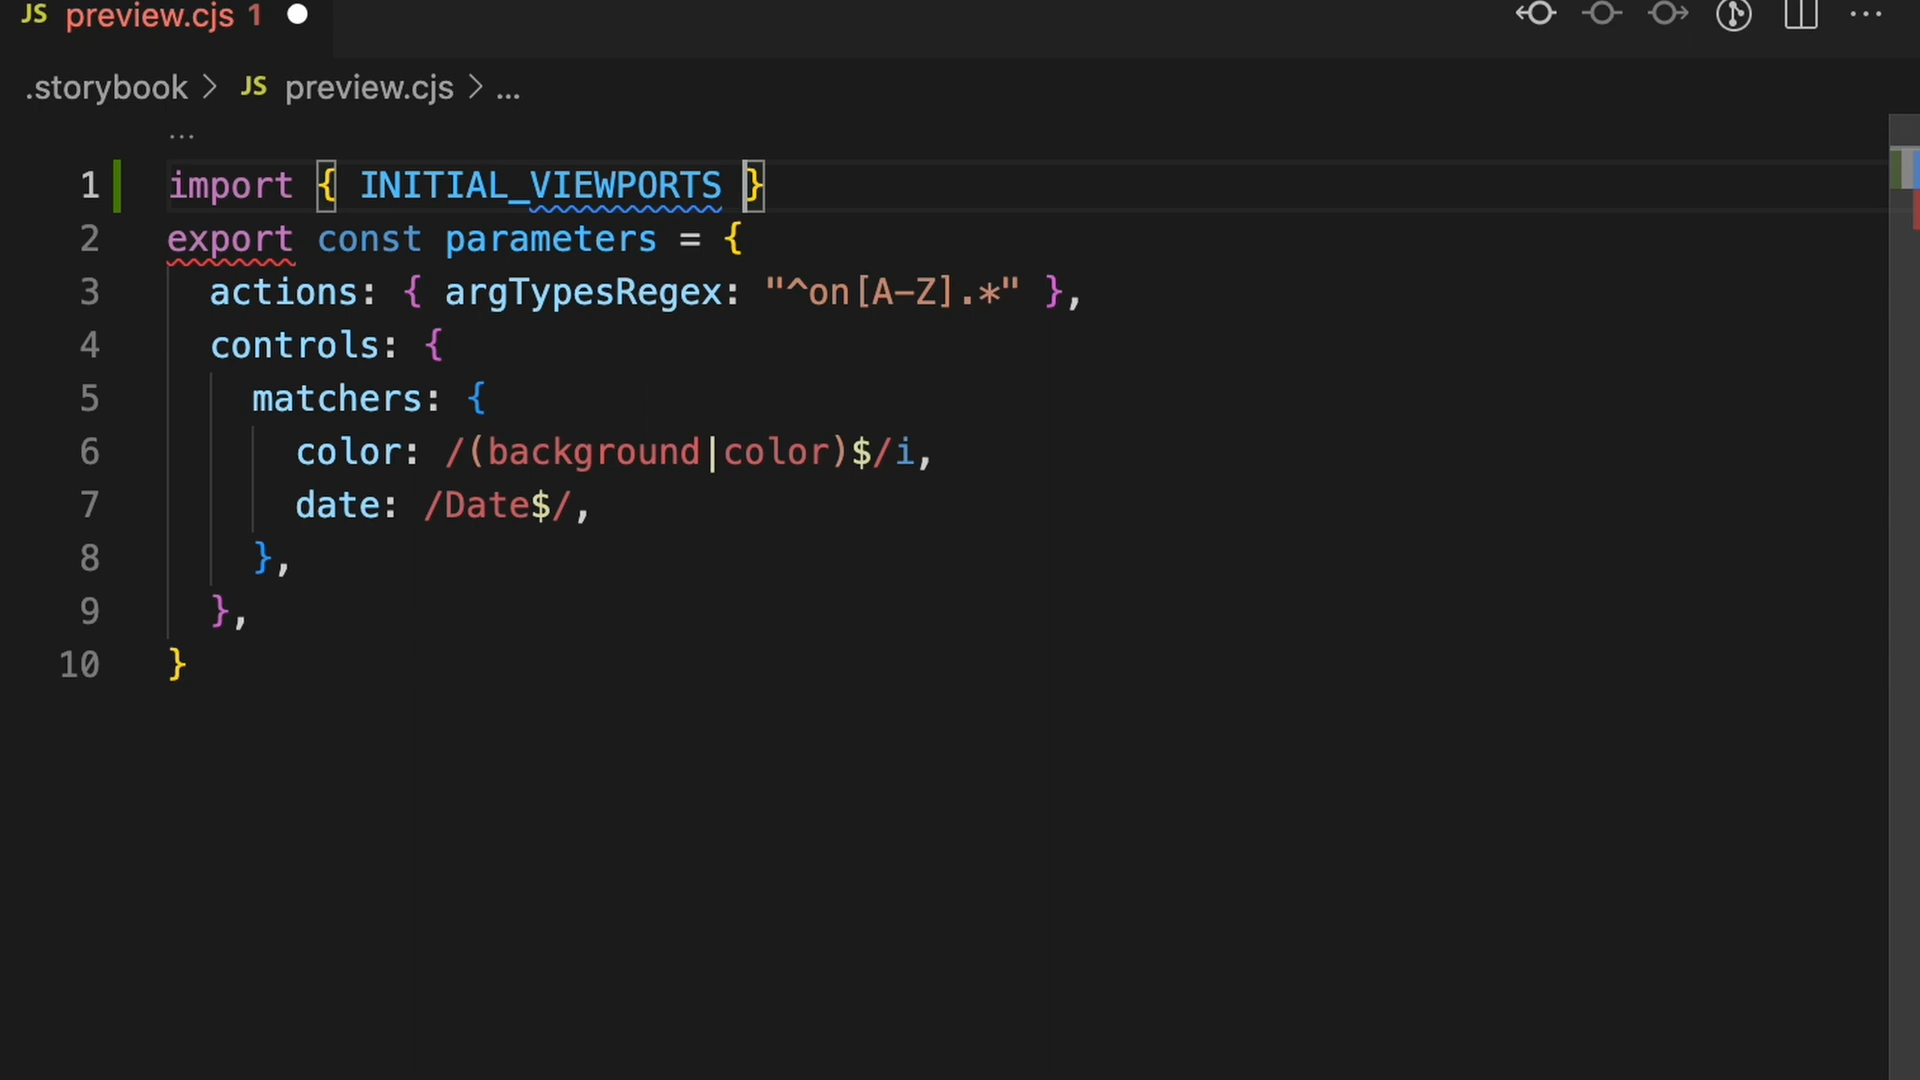 JS preview.cjs 1
.storybook > JS preview.cjs > ...
...
1 import { INITIAL_VIEWPORTS }
2 export const parameters = {
3 actions: { argTypesRegex: "^on[A-Z].*" },
4 controls: {
5 matchers: {
6 color: /(background|color)$/i,
7 date: /Date$/,
8 },
9 },
10 }